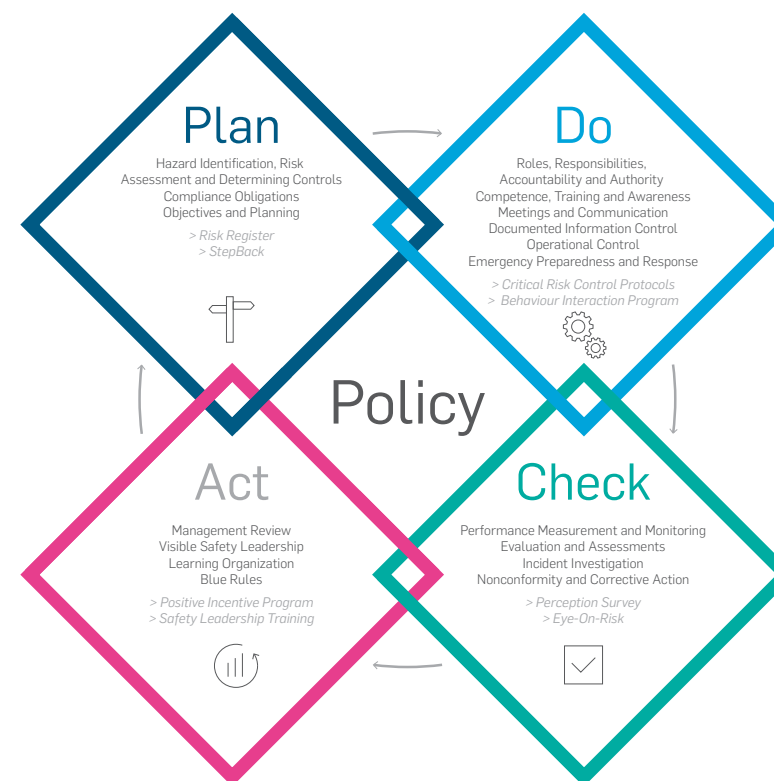 Plan
Hazard Identification, Risk
Assessment and Determining Controls
Compliance Obligations
Objectives and Planning
> Risk Register
> StepBack
Do
Roles, Responsibilities,
Accountability and Authority
Competence, Training and Awareness
Meetings and Communication
Documented Information Control
Operational Control
Emergency Preparedness and Response
> Critical Risk Control Protocols
> Behaviour Interaction Program
Policy
Act
Management Review
Visible Safety Leadership
Learning Organization
Blue Rules
> Positive Incentive Program
> Safety Leadership Training
Check
Performance Measurement and Monitoring
Evaluation and Assessments
Incident Investigation
Nonconformity and Corrective Action
> Perception Survey
> Eye-On-Risk